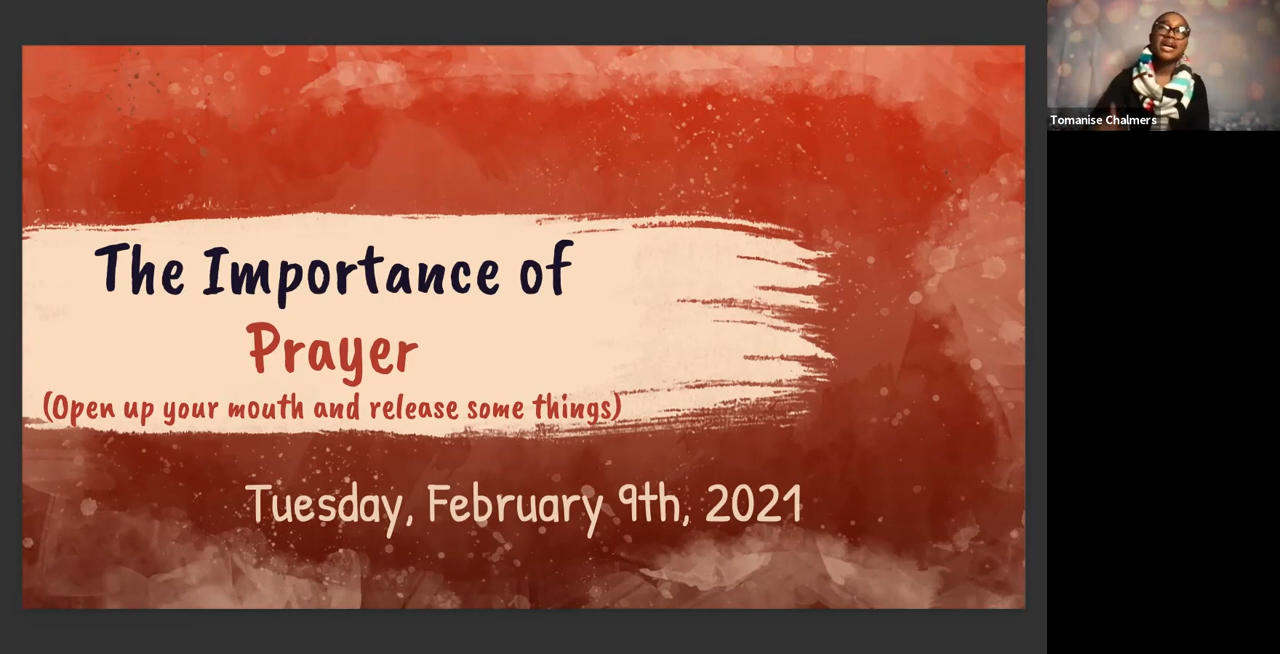 The Importance of
Prayer
(Open up your mouth and release some things)
Tuesday, February 9th, 2021
Tomanise Chalmers